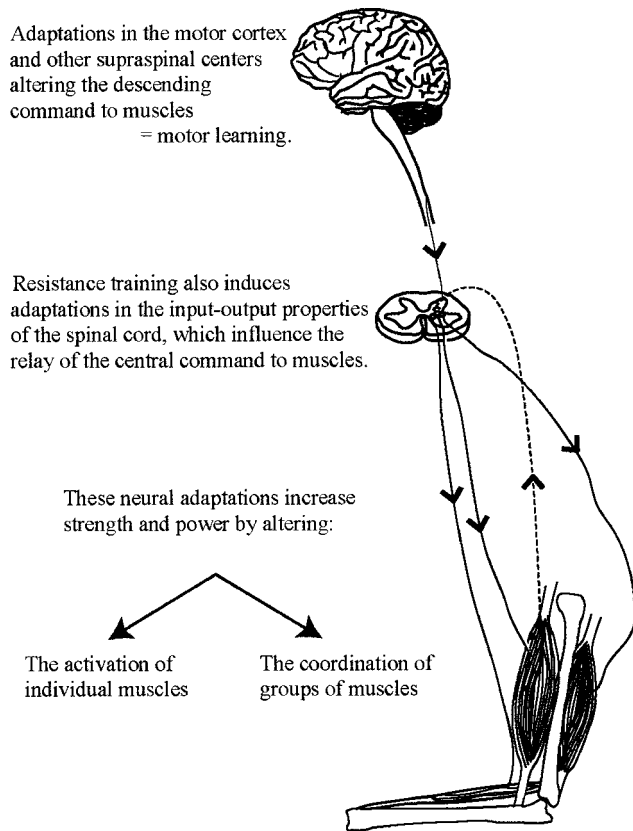 Adaptations in the motor cortex
and other supraspinal centers
altering the descending
command to muscles
= motor learning.
Resistance training also induces
adaptations in the input-output properties
of the spinal cord, which influence the
relay of the central command to muscles.
These neural adaptations increase
strength and power by altering:
The activation of
individual muscles
The coordination of
groups of muscles